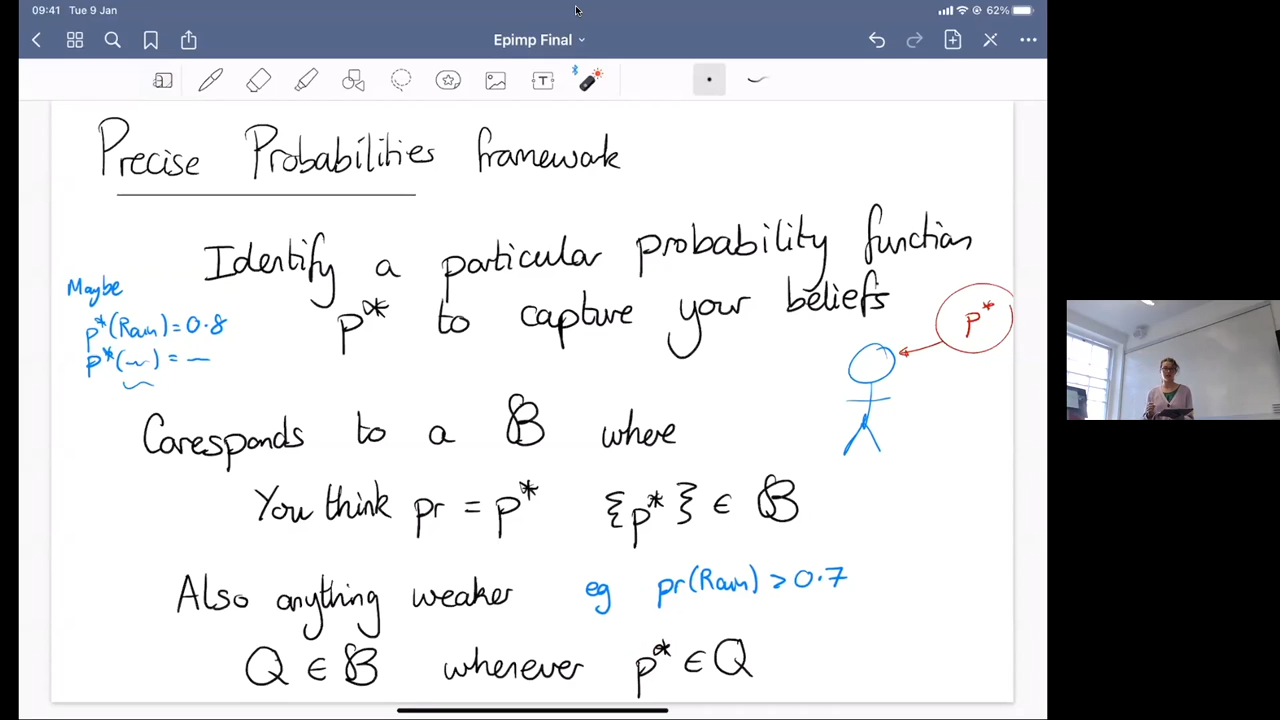 09:41 Tue 9 Jan
62%
Epimp Final
Precise Probabilities framework
Identify a particular probability function
p* to capture your beliefs
Maybe
p*(Rain)=0.8
p*(~) = ~
p*
Corresponds to a 𝔅 where
You think pr = p* {p*} ∈ 𝔅
Also anything weaker eg pr(Rain) > 0.7
Q ∈ 𝔅 whenever p* ∈ Q